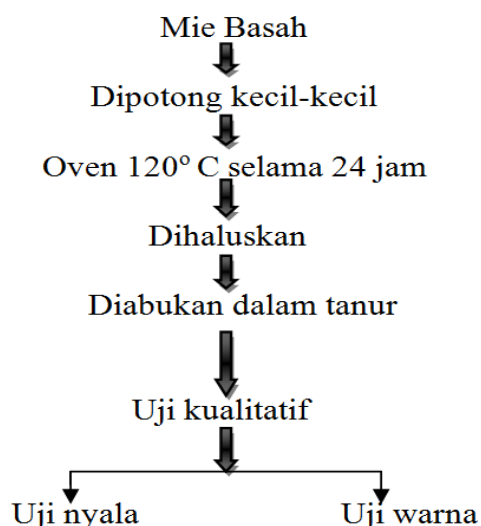 Mie Basah
Dipotong kecil-kecil
Oven 120° C selama 24 jam
Dihaluskan
Diabukan dalam tanur
Uji kualitatif
Uji nyala
Uji warna